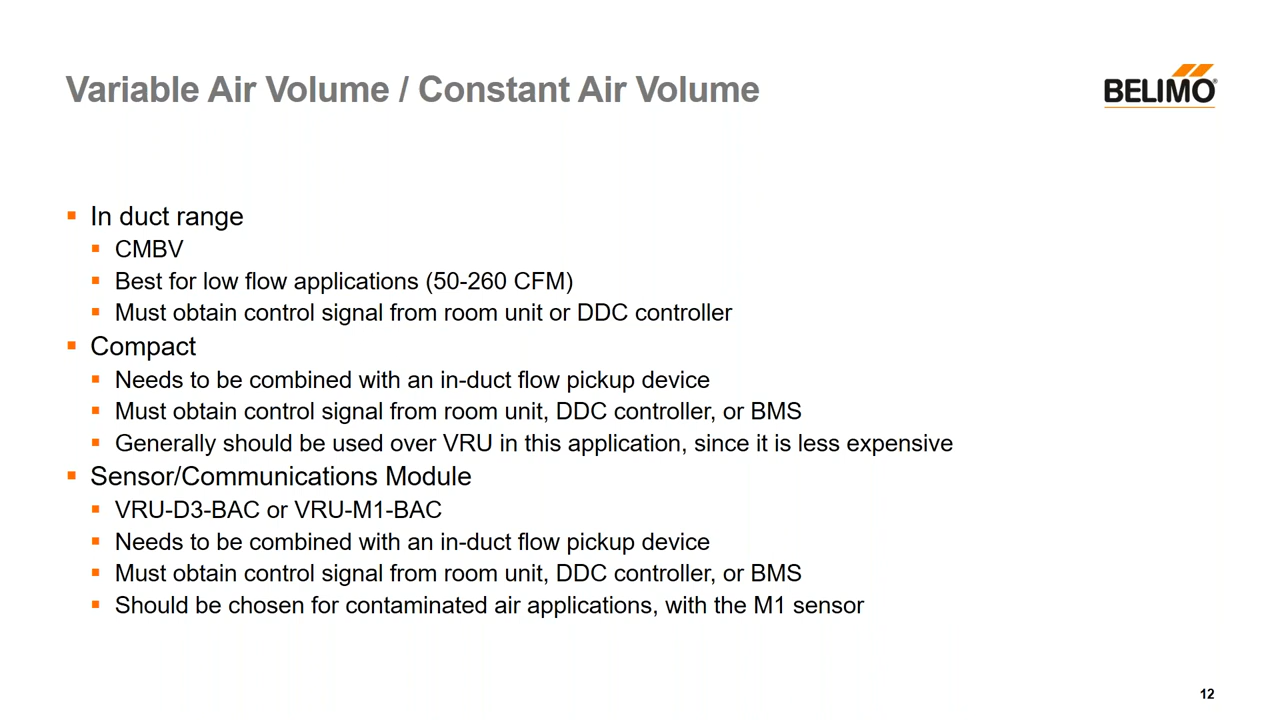 Variable Air Volume / Constant Air Volume
BELIMO®
▪ In duct range
▪ CMBV
▪ Best for low flow applications (50-260 CFM)
▪ Must obtain control signal from room unit or DDC controller
▪ Compact
▪ Needs to be combined with an in-duct flow pickup device
▪ Must obtain control signal from room unit, DDC controller, or BMS
▪ Generally should be used over VRU in this application, since it is less expensive
▪ Sensor/Communications Module
▪ VRU-D3-BAC or VRU-M1-BAC
▪ Needs to be combined with an in-duct flow pickup device
▪ Must obtain control signal from room unit, DDC controller, or BMS
▪ Should be chosen for contaminated air applications, with the M1 sensor
12